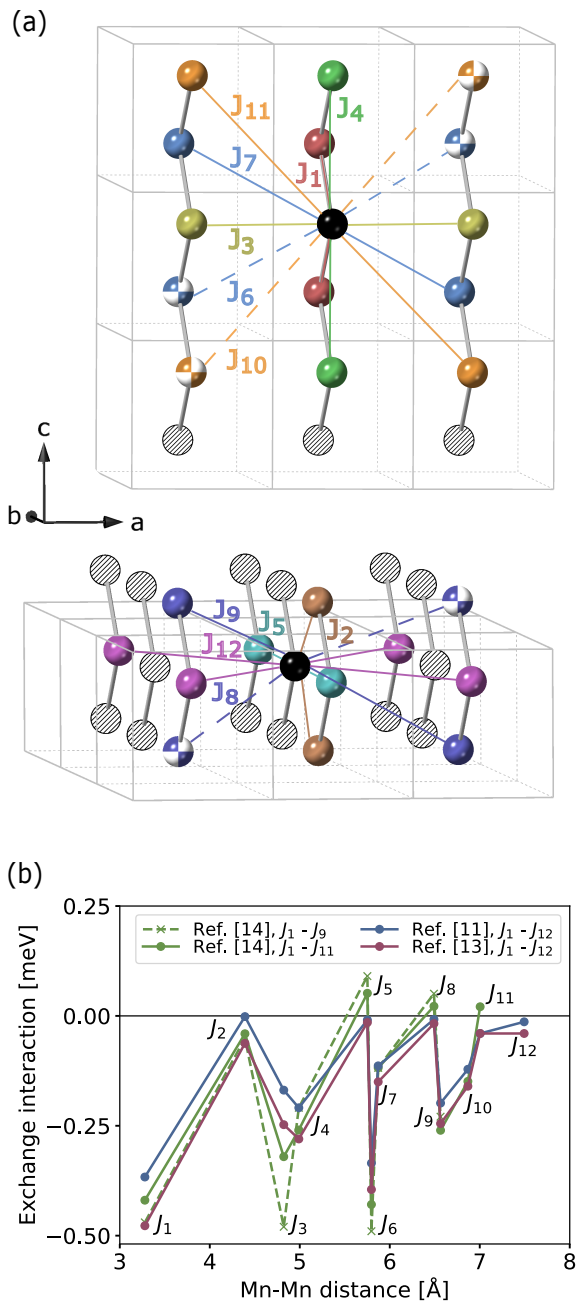 (a)
J₁₁
J₄
J₇
J₁
J₃
J₆
J₁₀
c
b
a
J₉
J₅
J₂
J₁₂
J₈
(b)
Ref. [14], J₁ - J₉
Ref. [11], J₁ - J₁₂
Ref. [14], J₁ - J₁₁
Ref. [13], J₁ - J₁₂
Exchange interaction [meV]
0.25
0.00
−0.25
−0.50
J₁
J₂
J₃
J₄
J₅
J₆
J₇
J₈
J₉
J₁₀
J₁₁
J₁₂
3 4 5 6 7 8
Mn-Mn distance [Å]